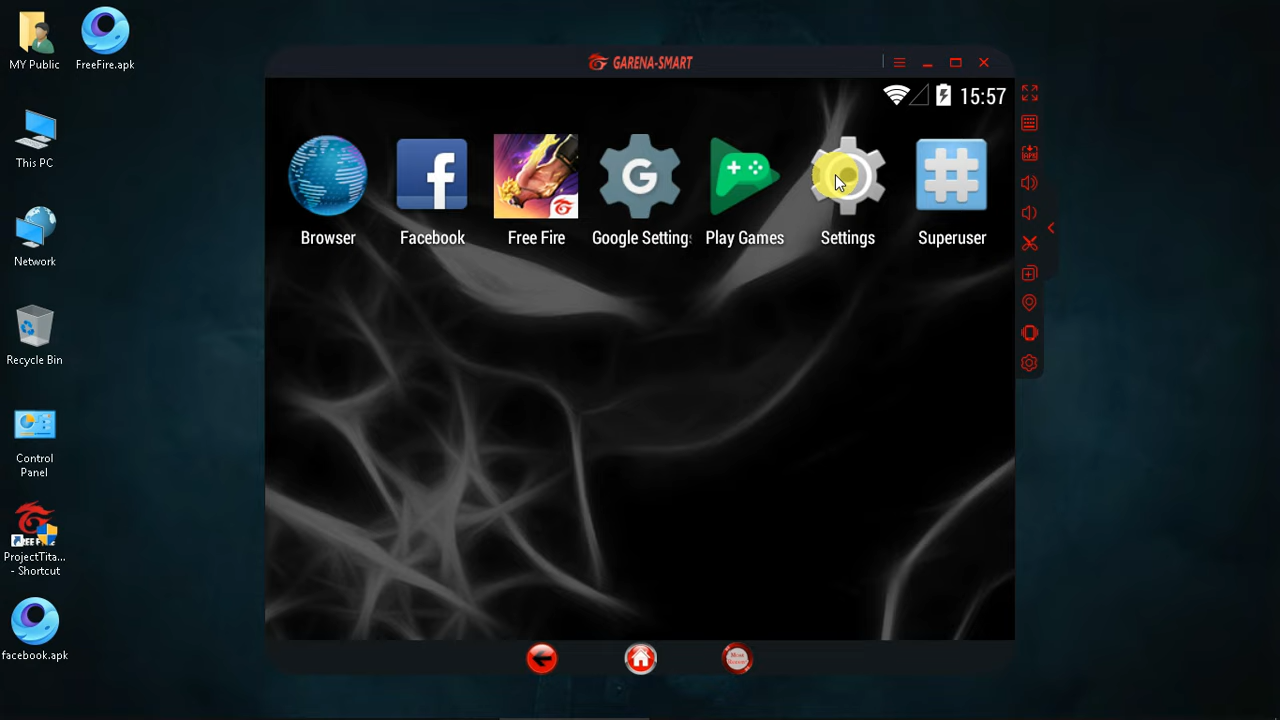 MY Public
FreeFire.apk
This PC
Network
Recycle Bin
Control
Panel
ProjectTita...
- Shortcut
facebook.apk
GARENA-SMART
15:57
Browser
Facebook
Free Fire
Google Setting
Play Games
Settings
Superuser
APK